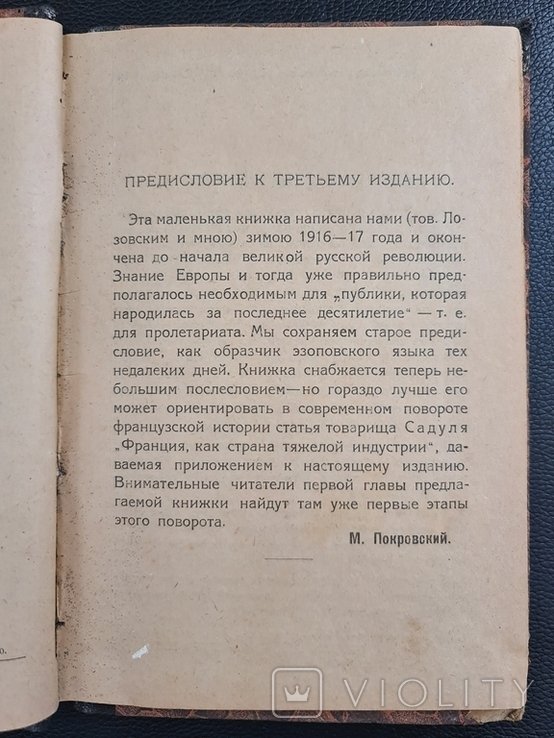 ПРЕДИСЛОВИЕ К ТРЕТЬЕМУ ИЗДАНИЮ.
Эта маленькая книжка написана нами (тов. Ло-
зовским и мною) зимою 1916—17 года и окон-
чена до начала великой русской революции.
Знание Европы и тогда уже правильно пред-
полагалось необходимым для „публики, которая
народилась за последнее десятилетие“ — т. е.
для пролетариата. Мы сохраняем старое преди-
словие, как образчик эзоповского языка тех
недалеких дней. Книжка снабжается теперь не-
большим послесловием—но гораздо лучше его
может ориентировать в современном повороте
французской истории статья товарища Садуля
„Франция, как страна тяжелой индустрии“, да-
ваемая приложением к настоящему изданию.
Внимательные читатели первой главы предла-
гаемой книжки найдут там уже первые этапы
этого поворота.
М. Покровский.
о.
VIOLITY